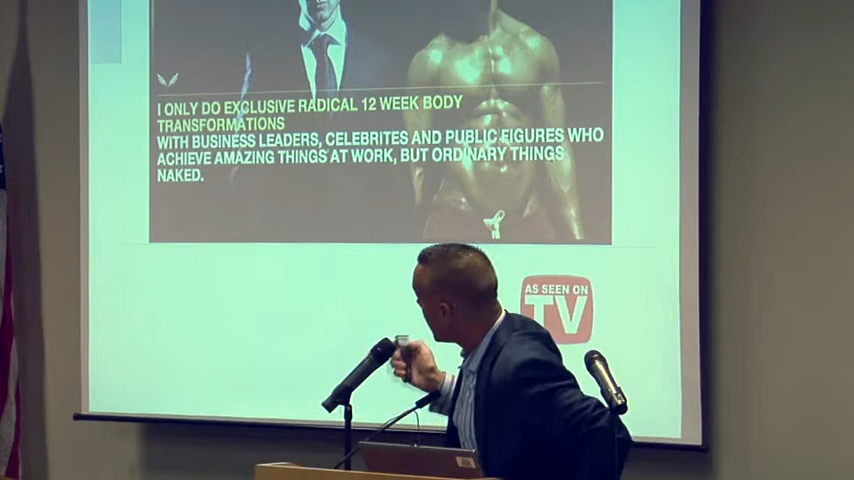 I ONLY DO EXCLUSIVE RADICAL 12 WEEK BODY
TRANSFORMATIONS
WITH BUSINESS LEADERS, CELEBRITES AND PUBLIC FIGURES WHO
ACHIEVE AMAZING THINGS AT WORK, BUT ORDINARY THINGS
NAKED.
AS SEEN ON
TV